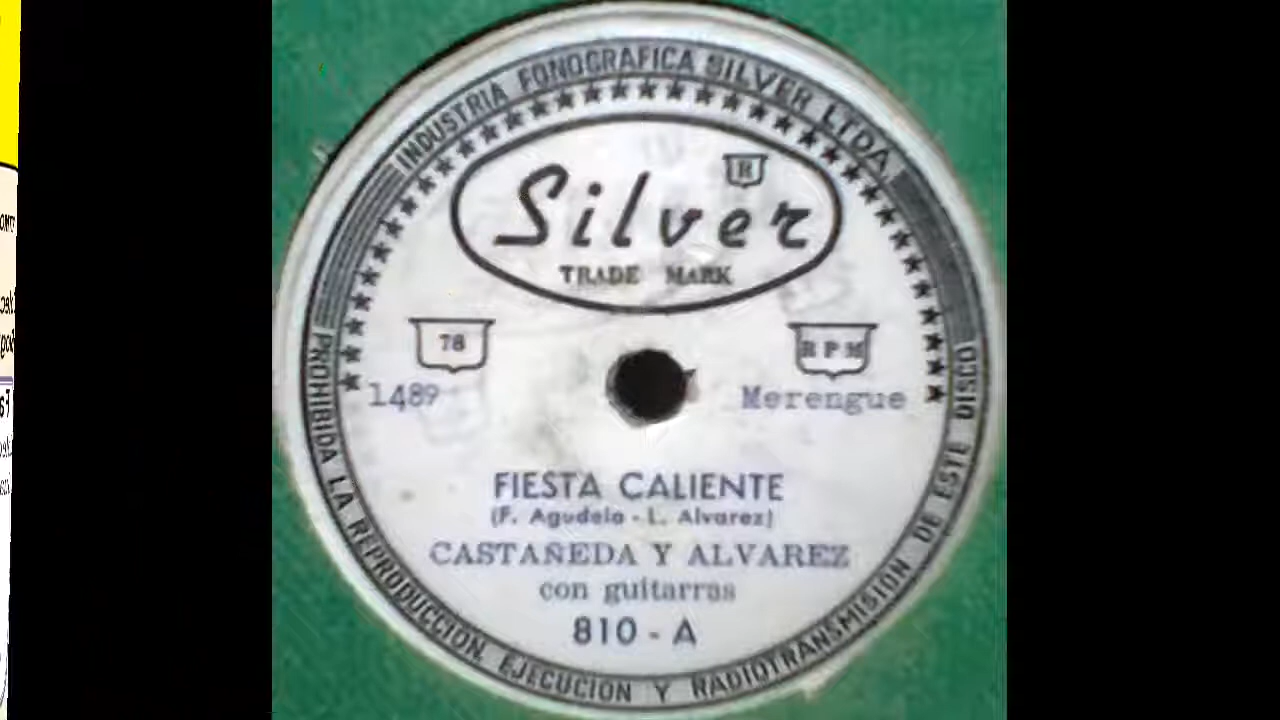 INDUSTRIA FONOGRAFICA SILVER LTDA.
Silver
R
TRADE MARK
78
RPM
1489
Merengue
FIESTA CALIENTE
(F. Agudelo - L. Alvarez)
CASTAÑEDA Y ALVAREZ
con guitarras
810 - A
PROHIBIDA LA REPRODUCCION, EJECUCION Y RADIOTRANSMISIÓN DE ESTE DISCO